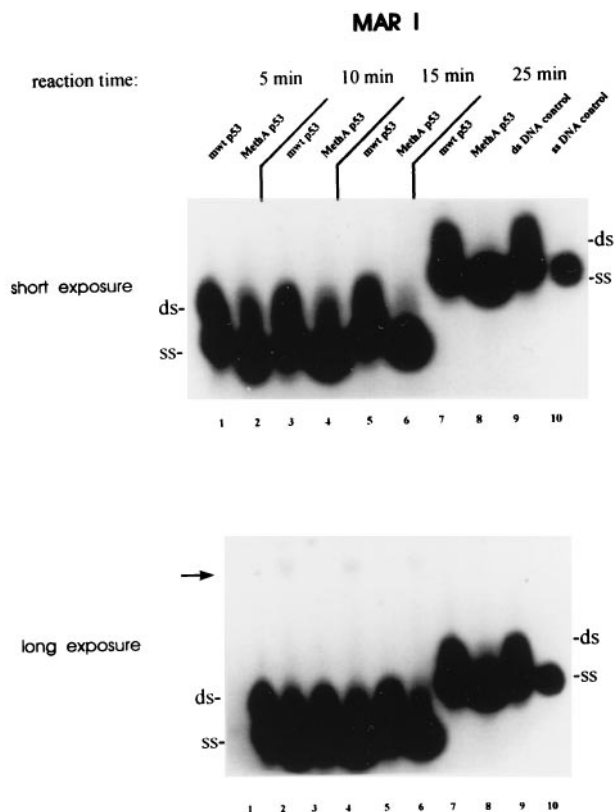 MAR I
reaction time:
5 min
10 min
15 min
25 min
mwt p53
MethA p53
mwt p53
MethA p53
mwt p53
MethA p53
mwt p53
MethA p53
ds DNA control
ss DNA control
short exposure
ds-
ss-
-ds
-ss
1 2 3 4 5 6 7 8 9 10
long exposure
ds-
ss-
-ds
-ss
1 2 3 4 5 6 7 8 9 10